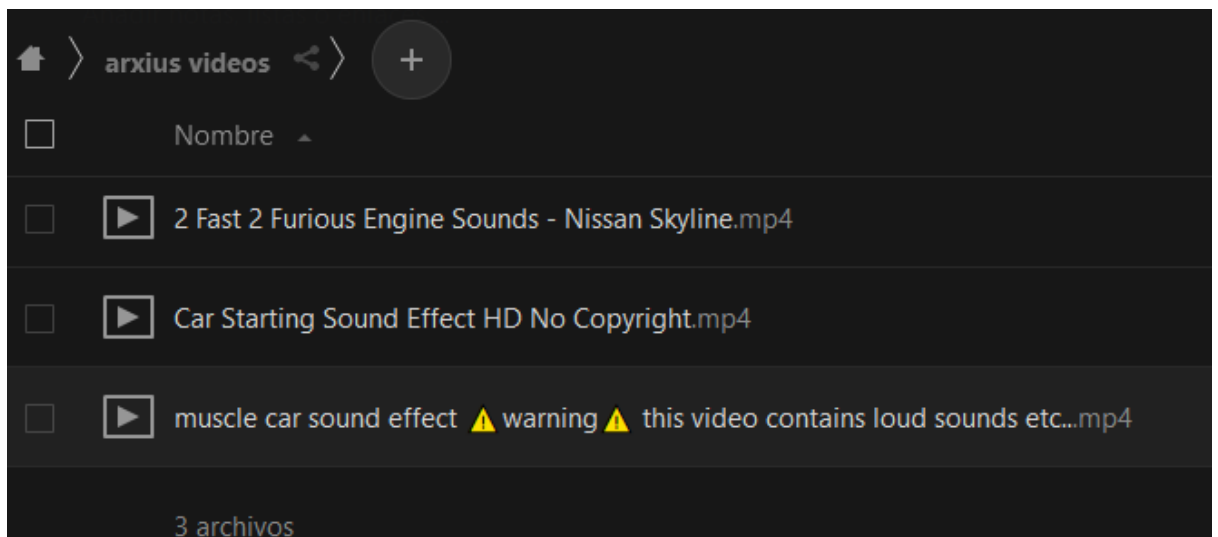 arxius videos
Nombre
2 Fast 2 Furious Engine Sounds - Nissan Skyline.mp4
Car Starting Sound Effect HD No Copyright.mp4
muscle car sound effect ⚠ warning ⚠ this video contains loud sounds etc...mp4
3 archivos